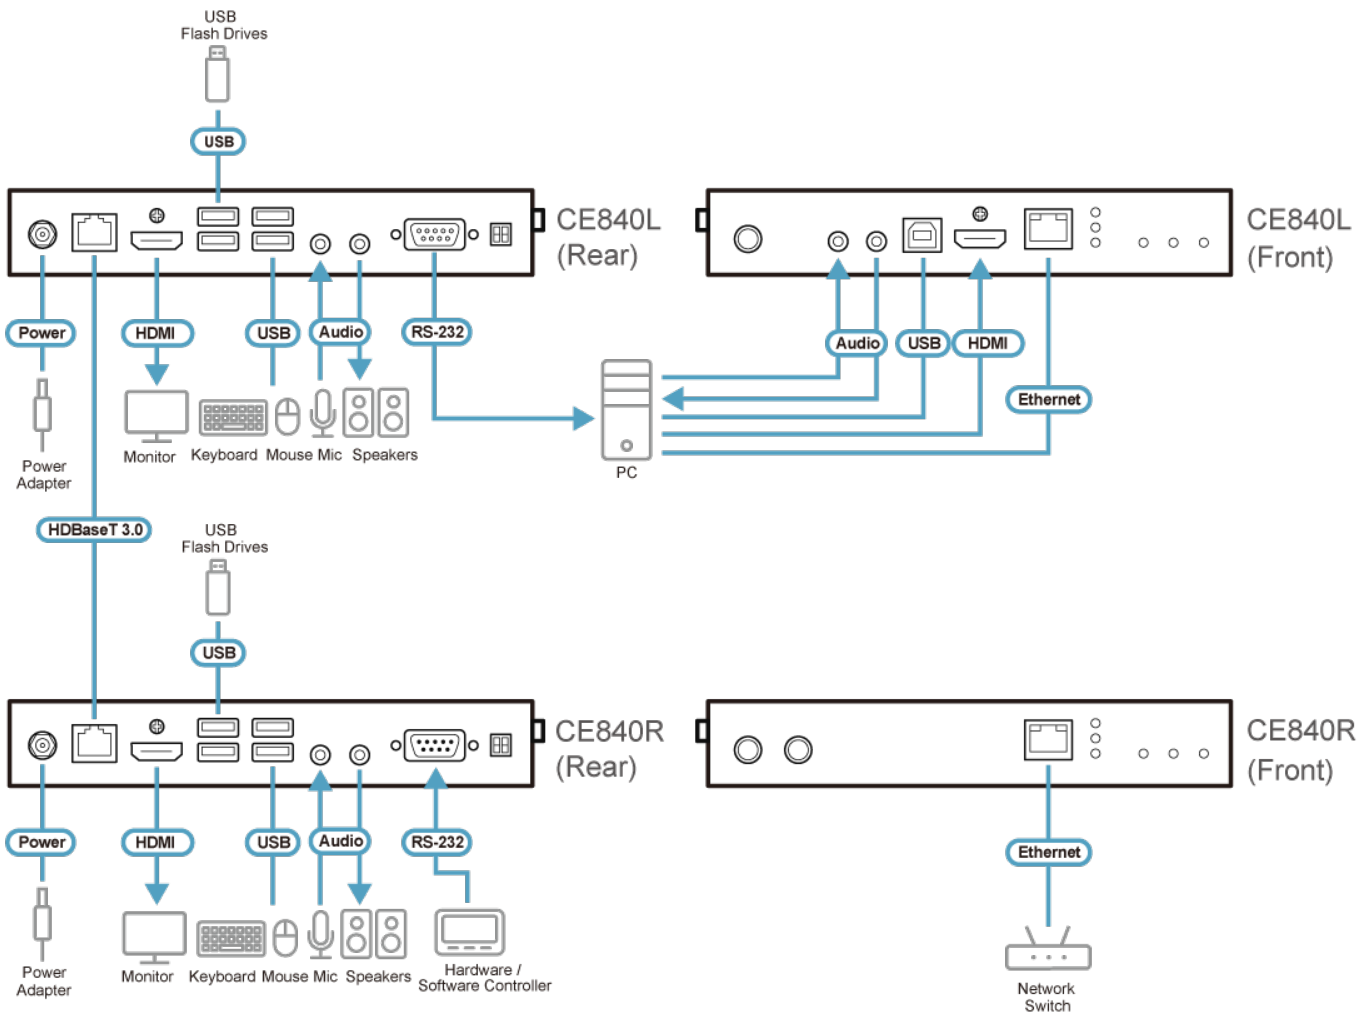 USB
Flash Drives
USB
CE840L
(Rear)
CE840L
(Front)
Power
HDMI
USB
Audio
RS-232
Audio
USB
HDMI
Ethernet
Power
Adapter
Monitor
Keyboard
Mouse
Mic
Speakers
PC
HDBaseT 3.0
USB
Flash Drives
USB
CE840R
(Rear)
CE840R
(Front)
Power
HDMI
USB
Audio
RS-232
Ethernet
Power
Adapter
Monitor
Keyboard
Mouse
Mic
Speakers
Hardware /
Software Controller
Network
Switch